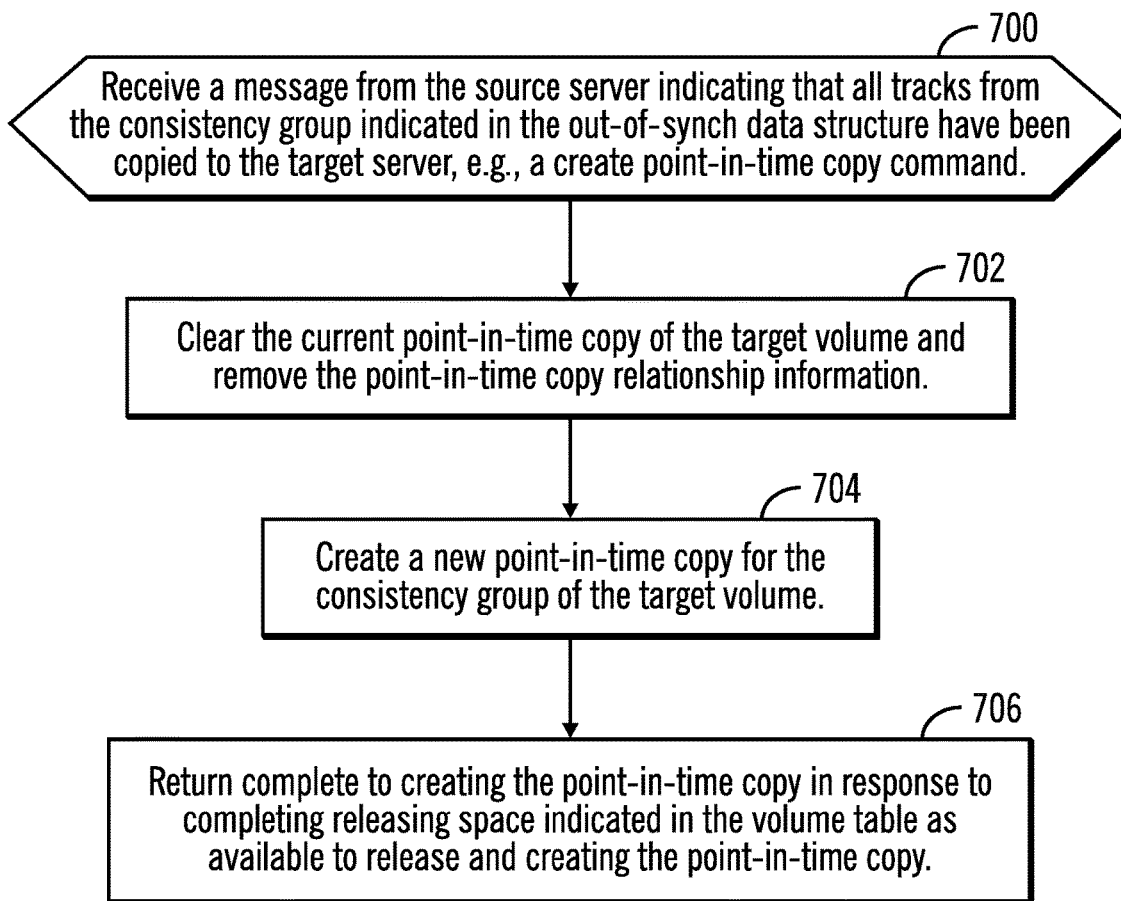 700
Receive a message from the source server indicating that all tracks from
the consistency group indicated in the out-of-synch data structure have been
copied to the target server, e.g., a create point-in-time copy command.
702
Clear the current point-in-time copy of the target volume and
remove the point-in-time copy relationship information.
704
Create a new point-in-time copy for the
consistency group of the target volume.
706
Return complete to creating the point-in-time copy in response to
completing releasing space indicated in the volume table as
available to release and creating the point-in-time copy.